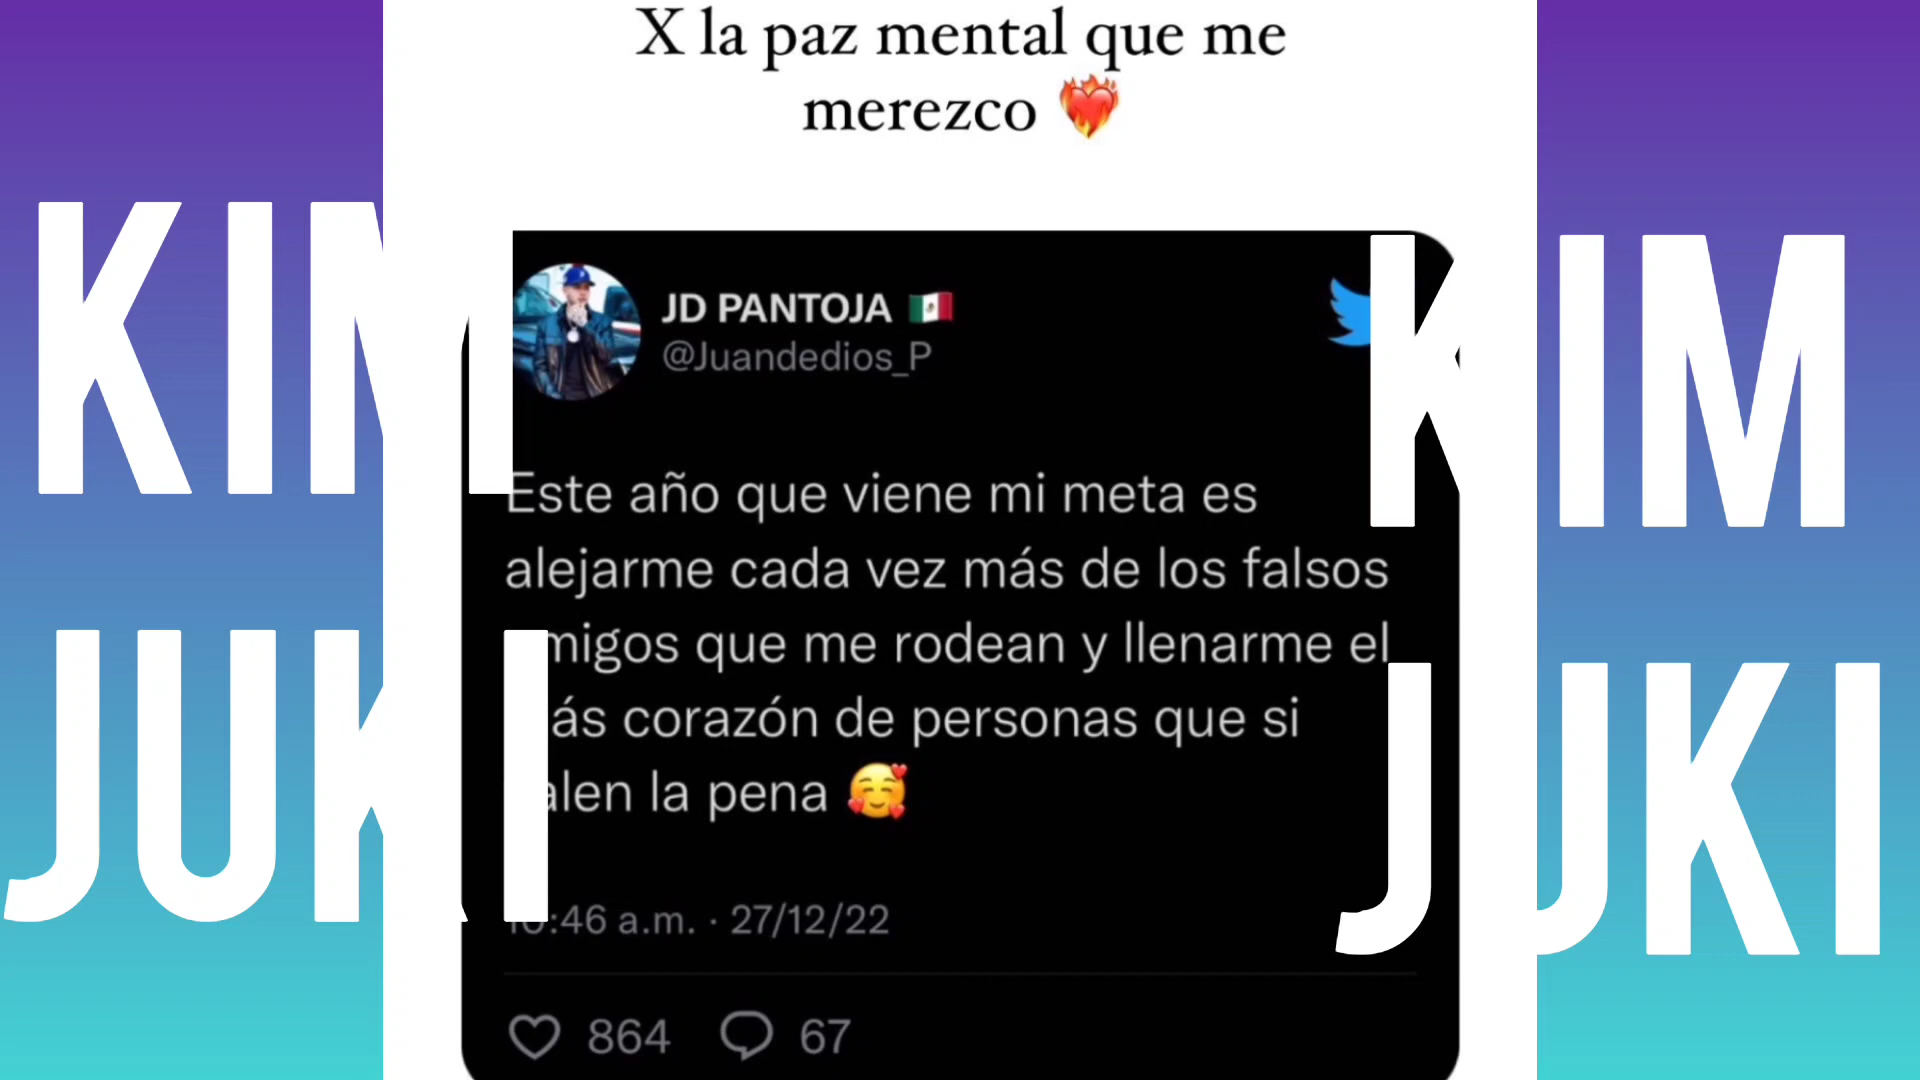 X la paz mental que me
merezco ❤️‍🔥
KIM
JUKI
JD PANTOJA 🇲🇽
@Juandedios_P
Este año que viene mi meta es
alejarme cada vez más de los falsos
migos que me rodean y llenarme el
ás corazón de personas que si
alen la pena 🥰
:46 a.m. · 27/12/22
864 67
KIM
JUKI